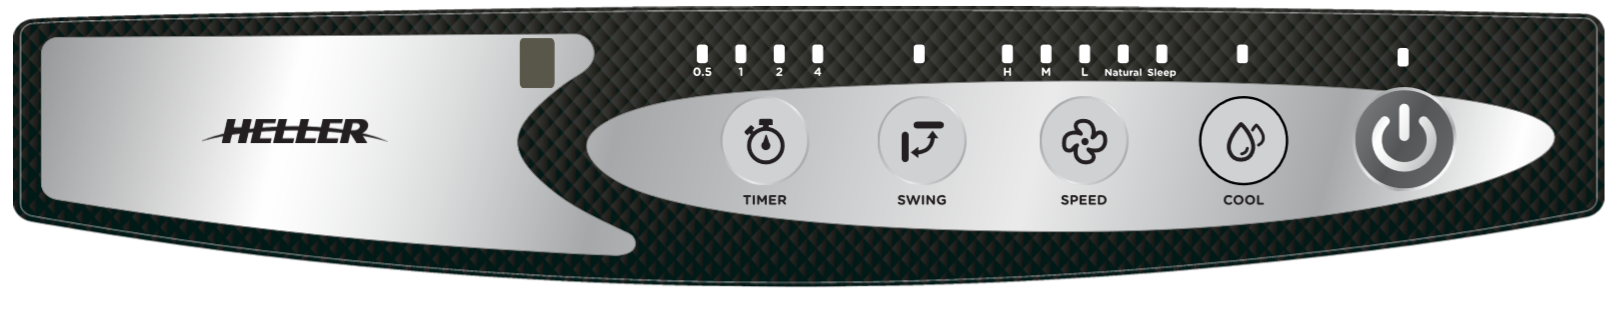 0.5 1 2 4 H M L Natural Sleep
HELLER
TIMER SWING SPEED COOL